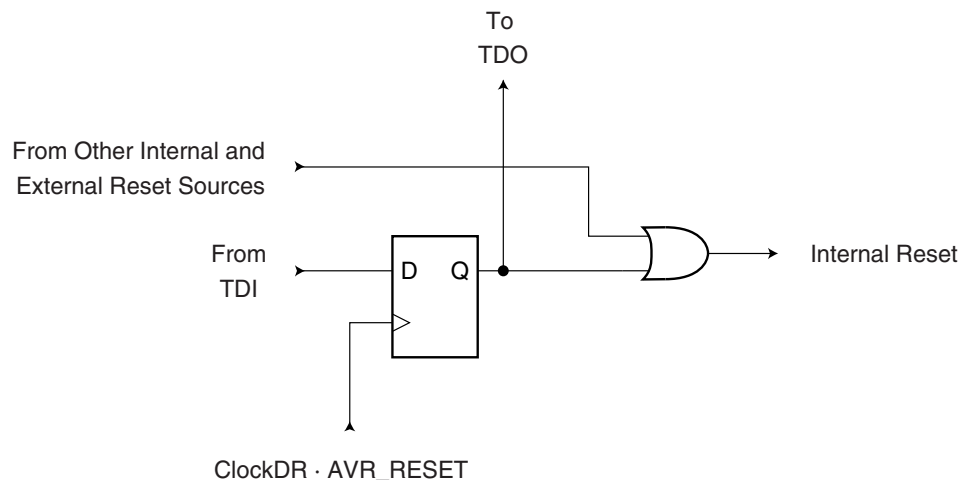 To
TDO
From Other Internal and
External Reset Sources
From
TDI
D Q
Internal Reset
ClockDR · AVR_RESET